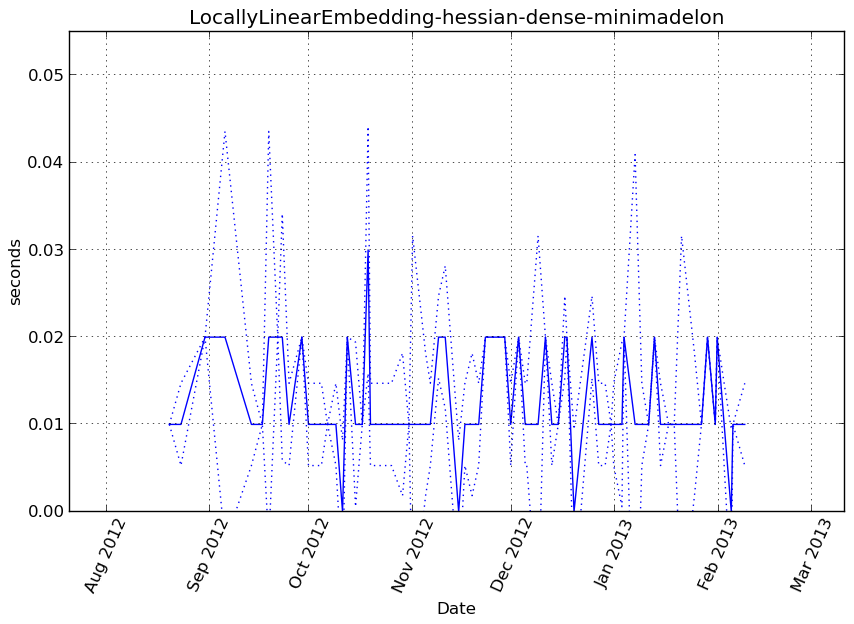 LocallyLinearEmbedding-hessian-dense-minimadelon
0.05
0.04
0.03
0.02
0.01
0.00
seconds
Aug 2012
Sep 2012
Oct 2012
Nov 2012
Dec 2012
Jan 2013
Feb 2013
Mar 2013
Date